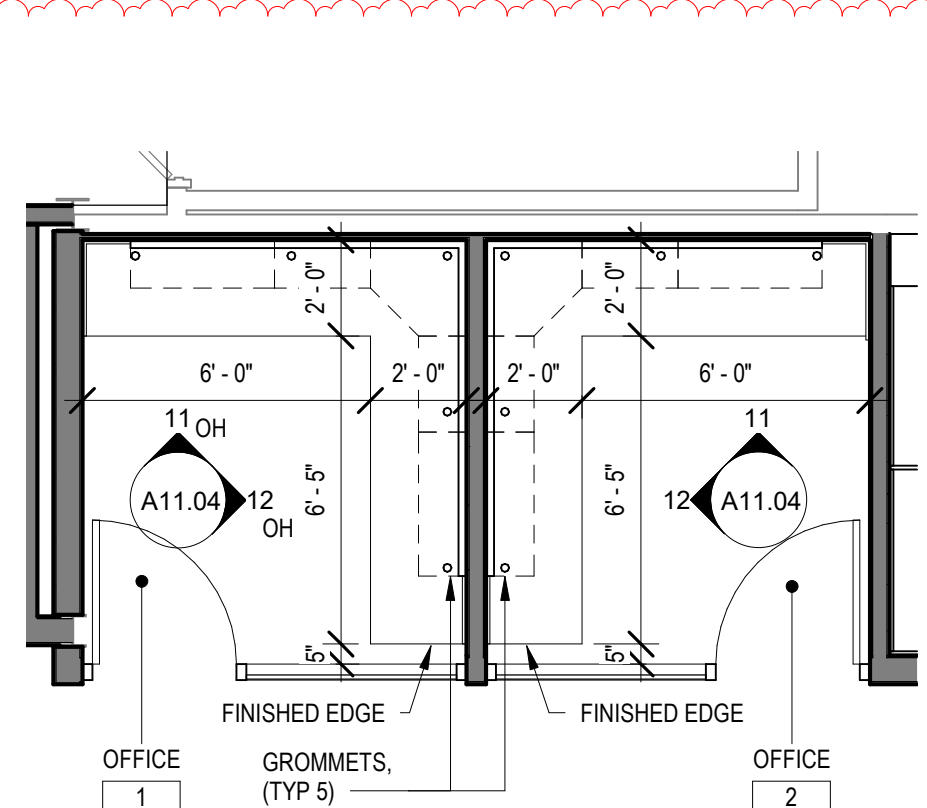 2' - 0"
2' - 0"
6' - 0"
2' - 0"
2' - 0"
6' - 0"
11
OH
A11.04
12
OH
6' - 5"
6' - 5"
11
12
A11.04
5"
5"
FINISHED EDGE
FINISHED EDGE
OFFICE
1
GROMMETS,
(TYP 5)
OFFICE
2